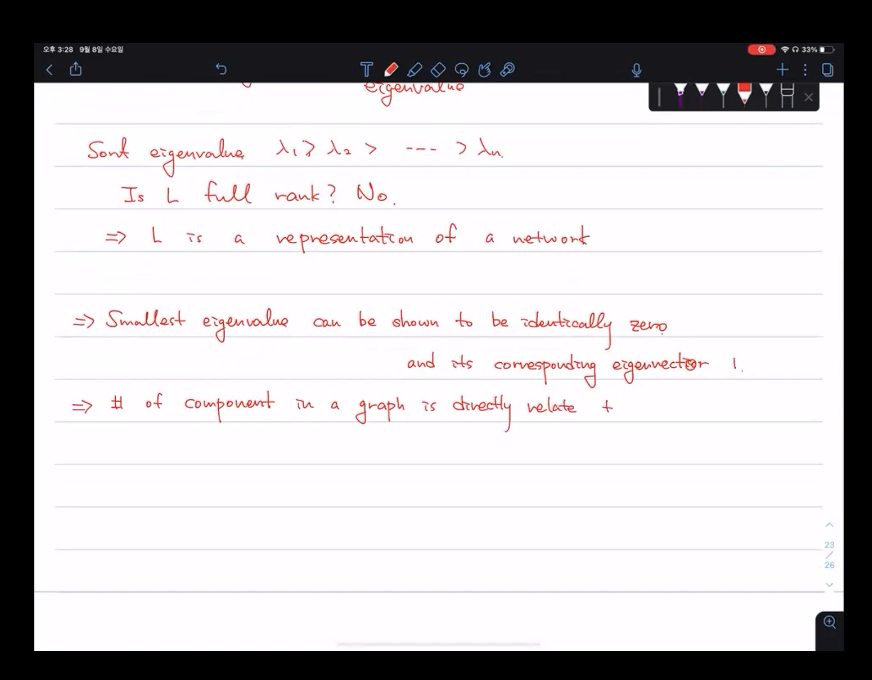 오후 3:28 9월 8일 수요일
33%
eigenvalue
Sort eigenvalue λ₁ > λ₂ > --- > λn.
Is L full rank? No.
=> L is a representation of a network
=> Smallest eigenvalue can be shown to be identically zero
and its corresponding eigenvector 1.
=> # of component in a graph is directly relate t
23
/
26